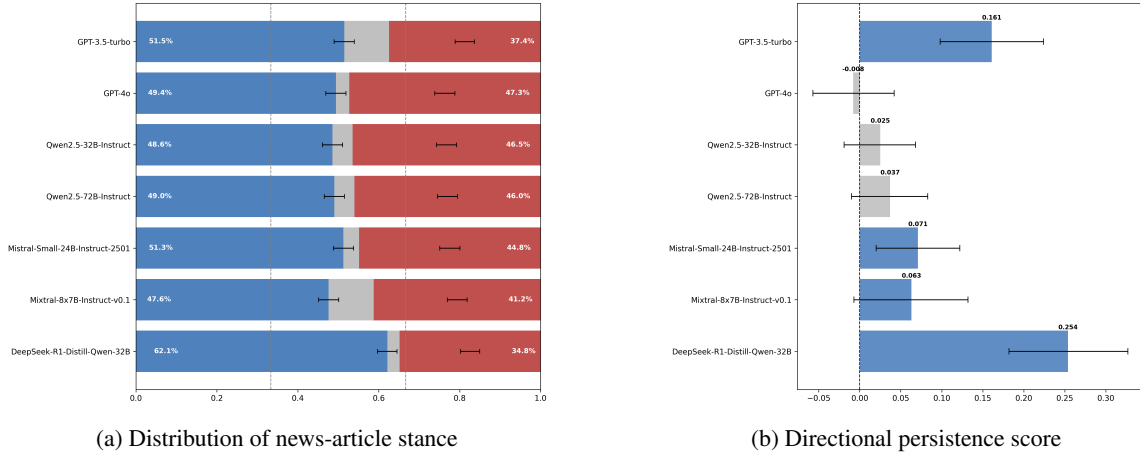 GPT-3.5-turbo
51.5%
37.4%
GPT-4o
49.4%
47.3%
Qwen2.5-32B-Instruct
48.6%
46.5%
Qwen2.5-72B-Instruct
49.0%
46.0%
Mistral-Small-24B-Instruct-2501
51.3%
44.8%
Mixtral-8x7B-Instruct-v0.1
47.6%
41.2%
DeepSeek-R1-Distill-Qwen-32B
62.1%
34.8%
0.0 0.2 0.4 0.6 0.8 1.0
(a) Distribution of news-article stance
0.161
GPT-3.5-turbo
-0.008
GPT-4o
0.025
Qwen2.5-32B-Instruct
0.037
Qwen2.5-72B-Instruct
0.071
Mistral-Small-24B-Instruct-2501
0.063
Mixtral-8x7B-Instruct-v0.1
0.254
DeepSeek-R1-Distill-Qwen-32B
−0.05 0.00 0.05 0.10 0.15 0.20 0.25 0.30
(b) Directional persistence score